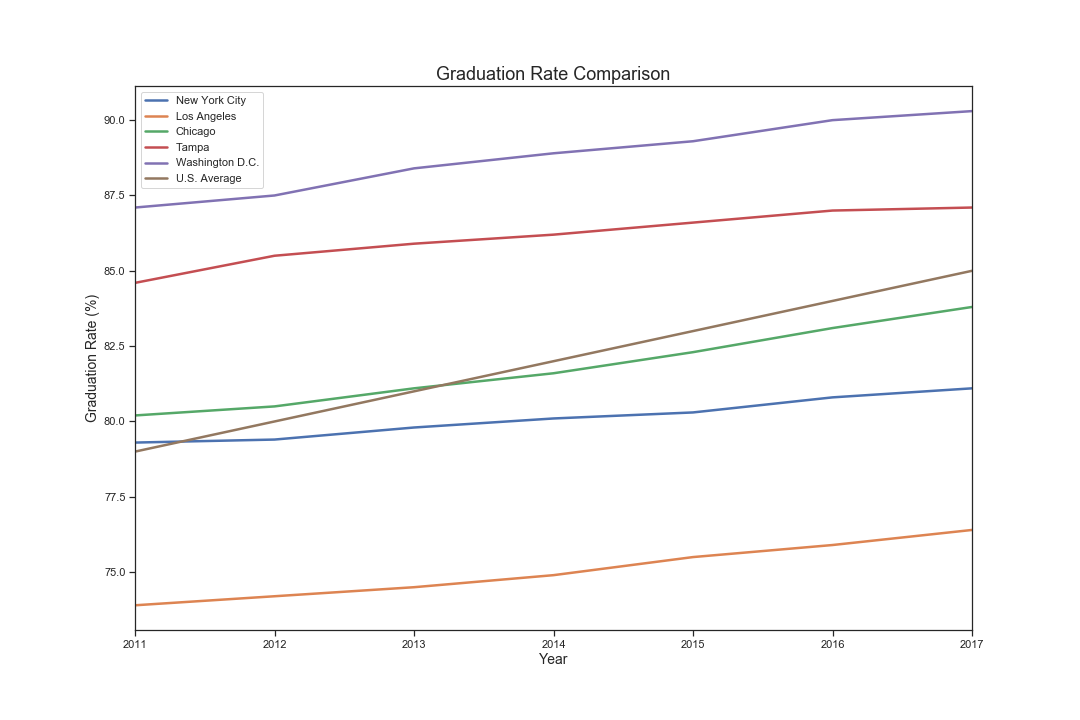 Graduation Rate Comparison
New York City
Los Angeles
Chicago
Tampa
Washington D.C.
U.S. Average
90.0
87.5
85.0
82.5
80.0
77.5
75.0
Graduation Rate (%)
2011 2012 2013 2014 2015 2016 2017
Year